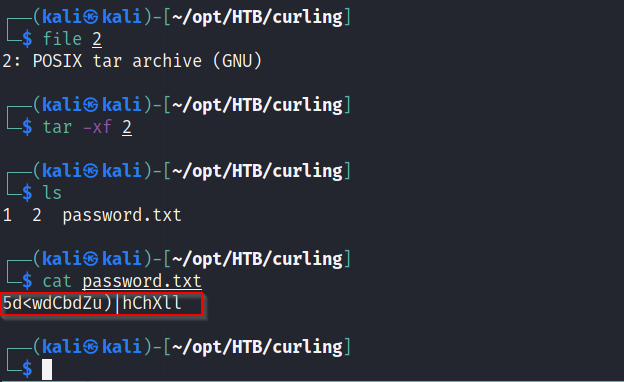 ┌──(kali㉿kali)-[~/opt/HTB/curling]
└─$ file 2
2: POSIX tar archive (GNU)
┌──(kali㉿kali)-[~/opt/HTB/curling]
└─$ tar -xf 2
┌──(kali㉿kali)-[~/opt/HTB/curling]
└─$ ls
1  2  password.txt
┌──(kali㉿kali)-[~/opt/HTB/curling]
└─$ cat password.txt
5d<wdCbdZu)|hChXll
┌──(kali㉿kali)-[~/opt/HTB/curling]
└─$